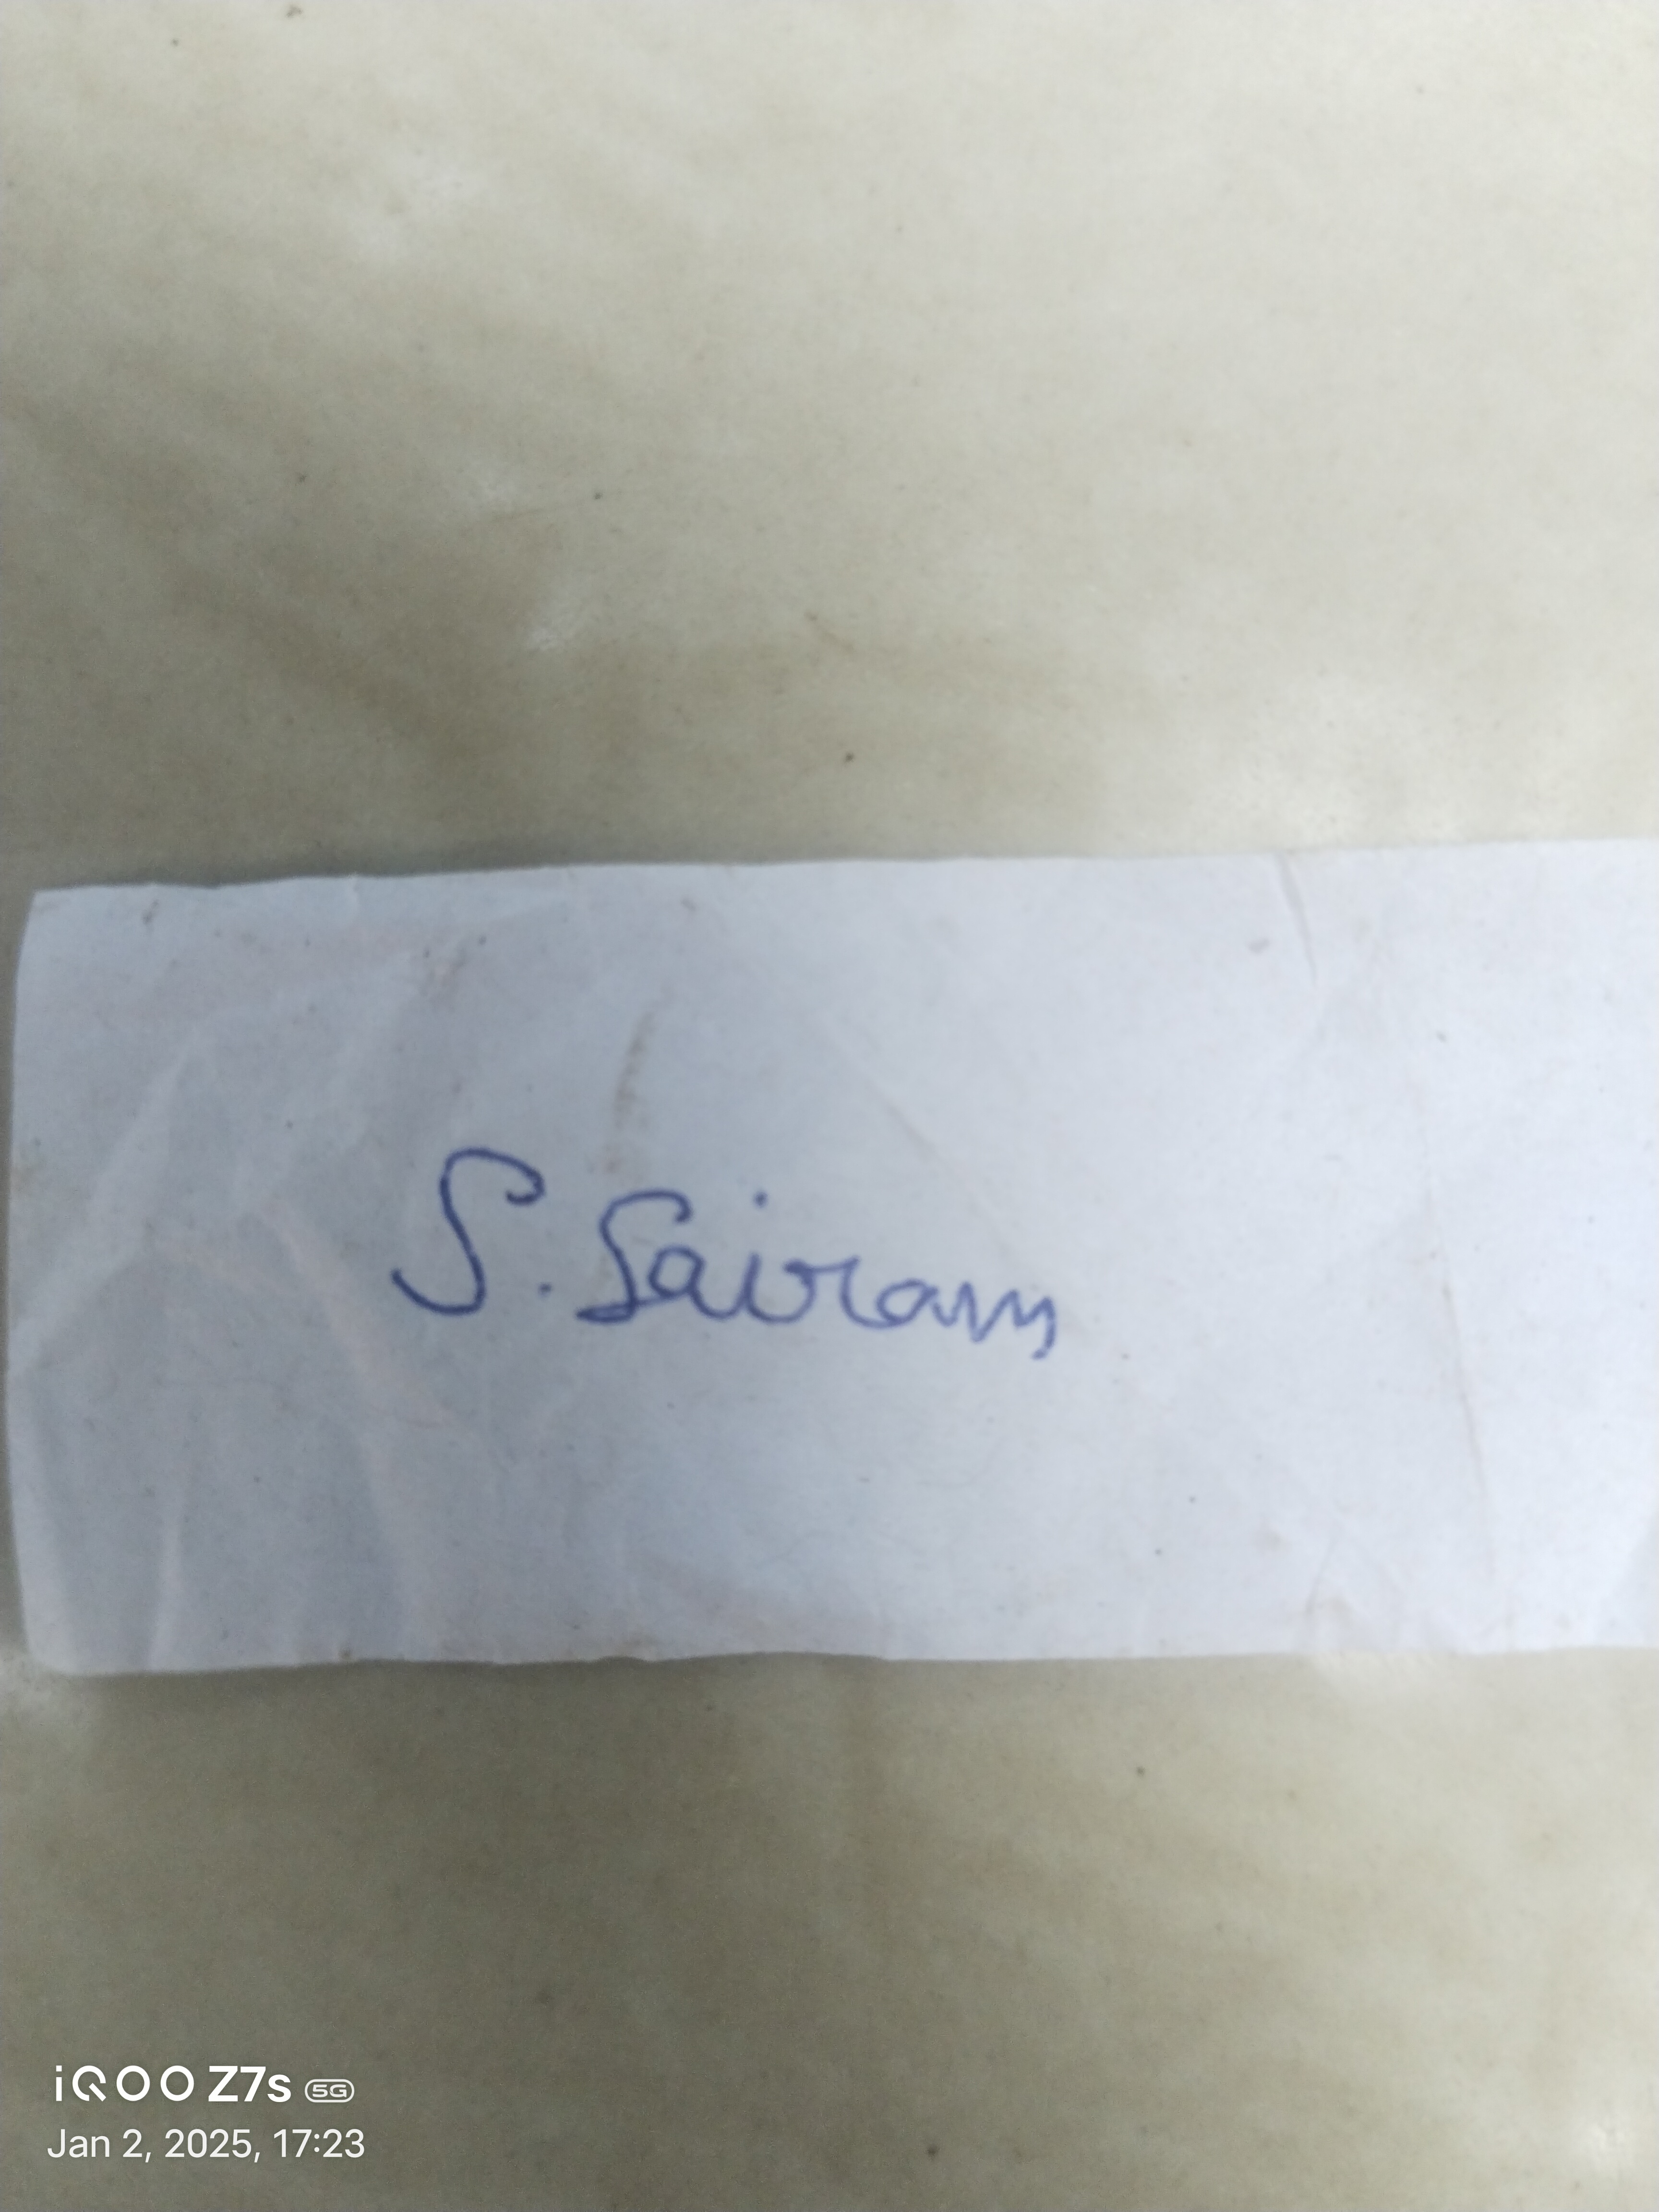 S. Sairam
iQOO Z7s 5G
Jan 2, 2025, 17:23